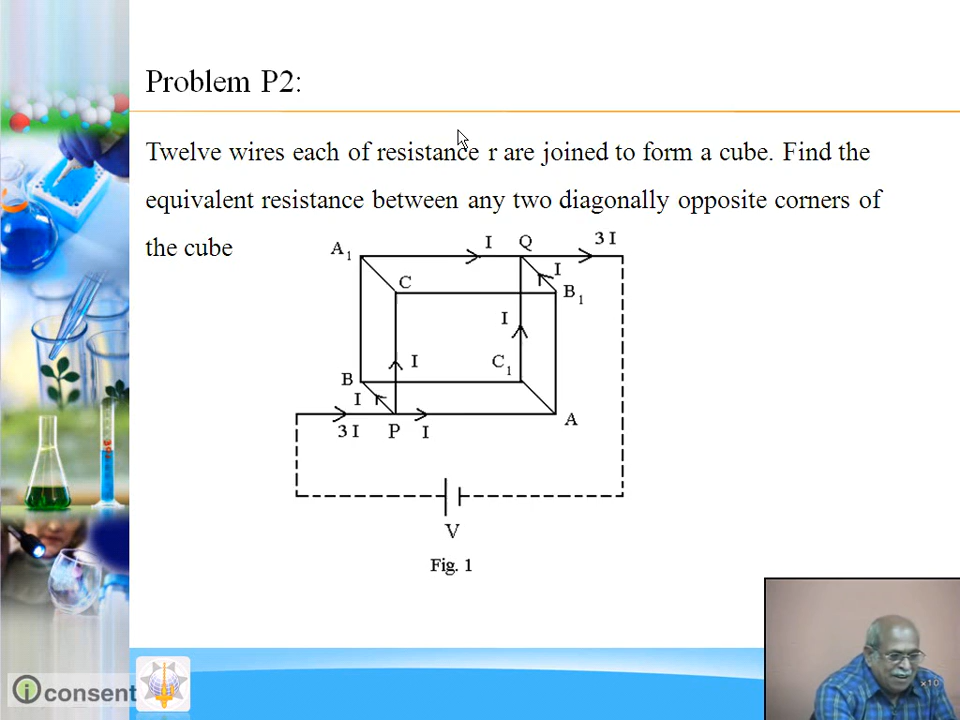 Problem P2:
Twelve wires each of resistance r are joined to form a cube. Find the
equivalent resistance between any two diagonally opposite corners of
the cube
A1
I
Q
3 I
C
I
B1
I
B
I
C1
I
A
3 I
P
I
V
Fig. 1
i consent
x10